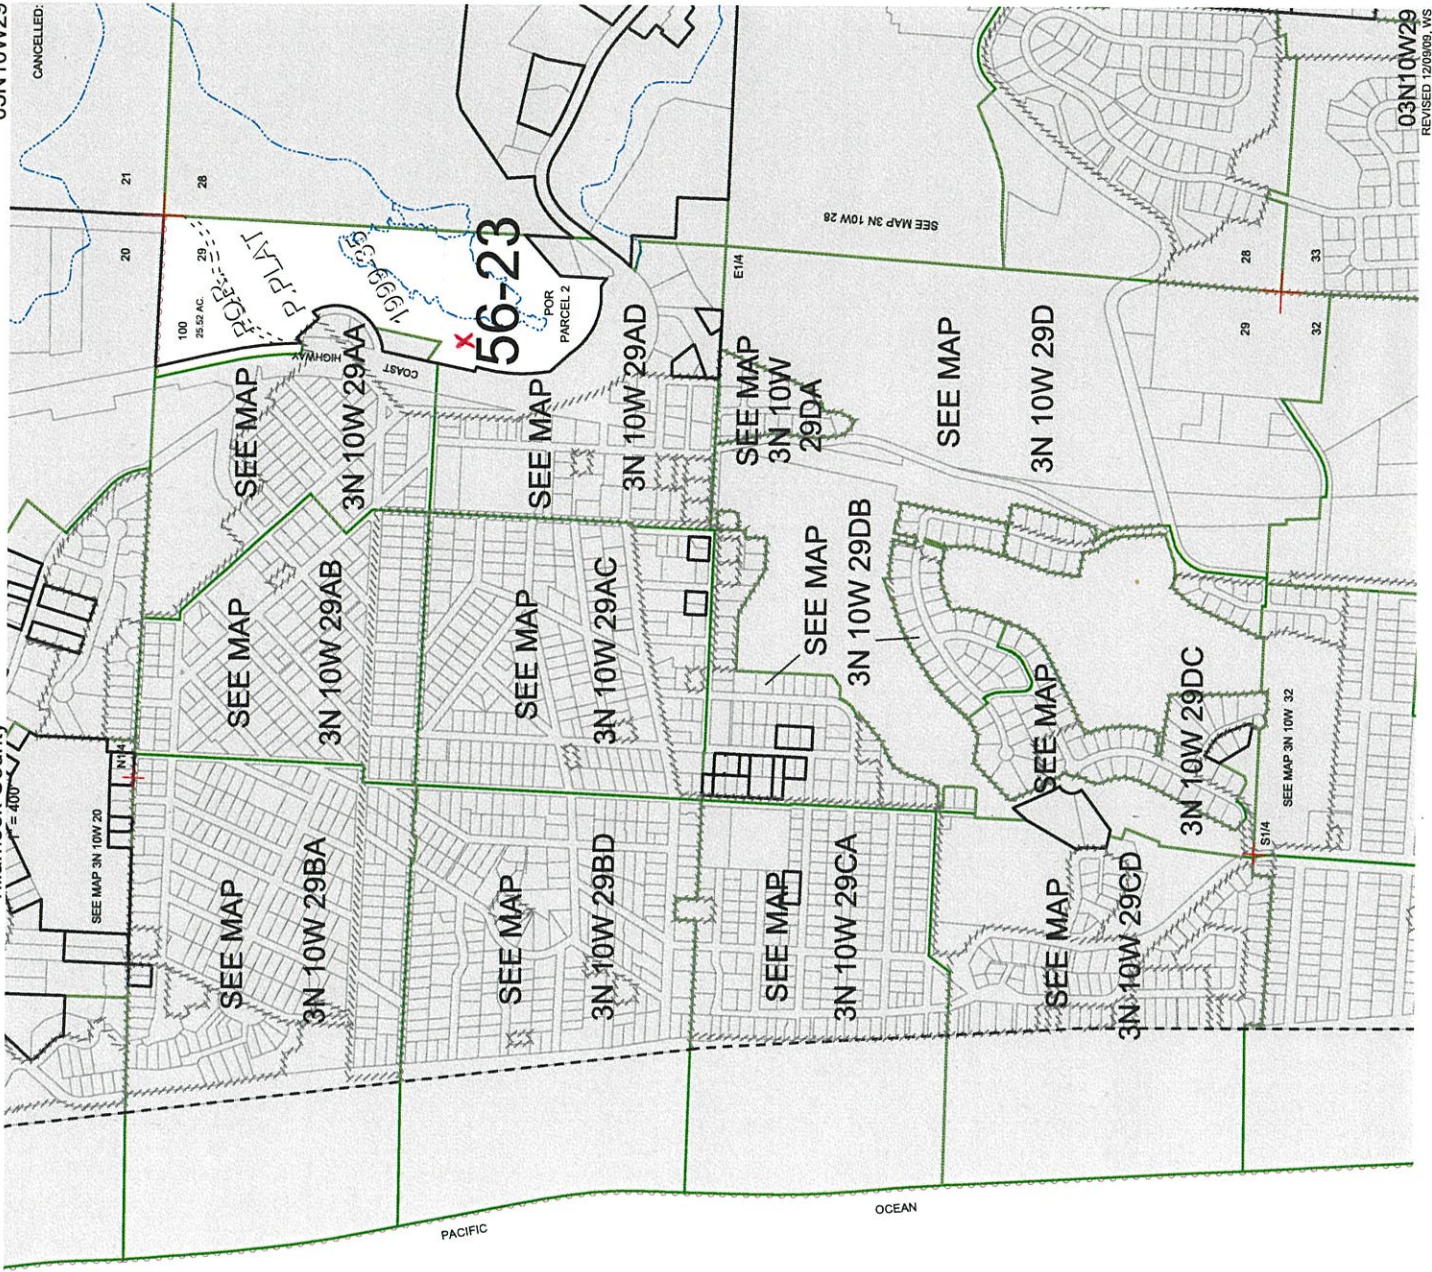 03N10W29
CANCELLED:
1" = 400'
N1/4
SEE MAP 3N 10W 20
20
21
29
28
100
25.52 AC.
POR.
P.PLAT
1999-35
COAST
HIGHWAY
56-23
POR
PARCEL 2
SEE MAP
3N 10W 29BA
SEE MAP
3N 10W 29AB
SEE MAP
3N 10W 29AA
SEE MAP
3N 10W 29BD
SEE MAP
3N 10W 29AC
SEE MAP
3N 10W 29AD
E1/4
SEE MAP 3N 10W 28
SEE MAP
3N 10W 29CA
SEE MAP
3N 10W 29DB
SEE MAP
3N 10W
29DA
SEE MAP
3N 10W 29D
SEE MAP
3N 10W 29CD
SEE MAP
3N 10W 29DC
S1/4
SEE MAP 3N 10W 32
29
28
32
33
PACIFIC
OCEAN
03N10W29
REVISED 12/09/09, WS